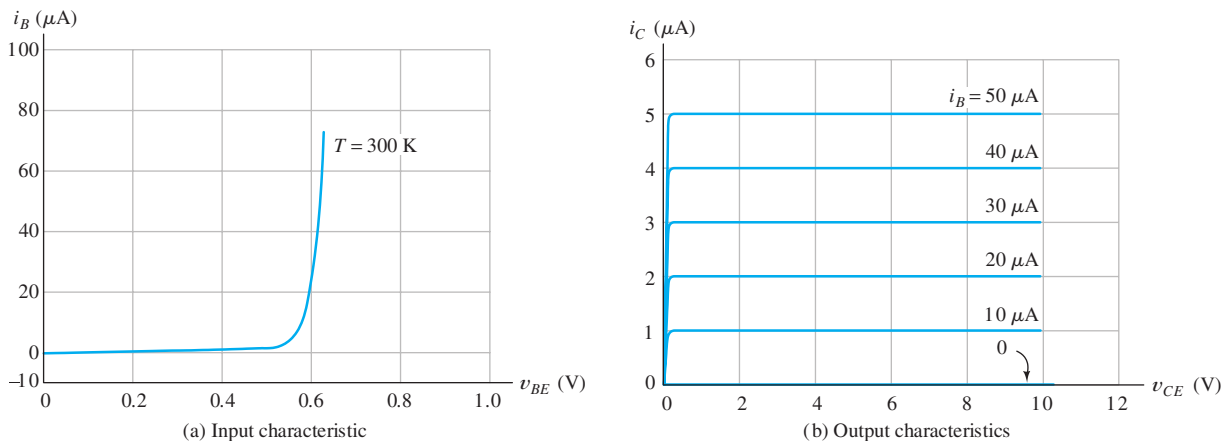 i_B (μA)
100
80
60
40
20
0
–10
T = 300 K
0
0.2
0.4
0.6
0.8
1.0
v_BE (V)
(a) Input characteristic
i_C (μA)
6
5
4
3
2
1
0
i_B = 50 μA
40 μA
30 μA
20 μA
10 μA
0
0
2
4
6
8
10
12
v_CE (V)
(b) Output characteristics